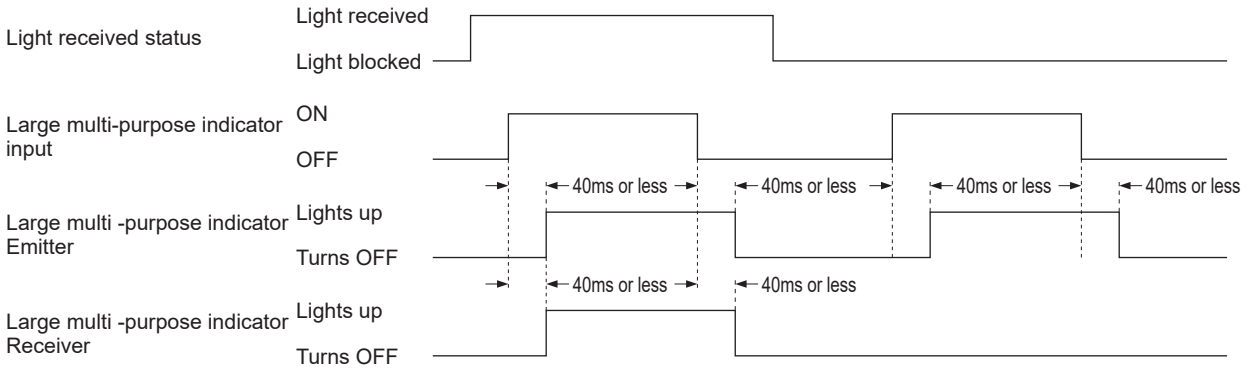 Light received status
Light received
Light blocked
Large multi-purpose indicator
input
ON
OFF
40ms or less
40ms or less
40ms or less
40ms or less
Large multi -purpose indicator
Emitter
Lights up
Turns OFF
40ms or less
40ms or less
Large multi -purpose indicator
Receiver
Lights up
Turns OFF